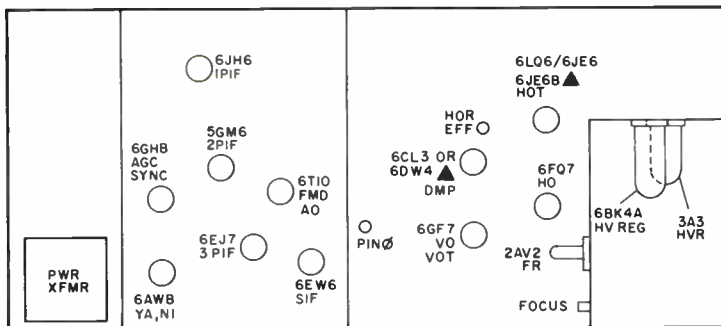 6JH6
1PIF
5GM6
2PIF
6GH8
AGC
SYNC
6T10
FMD
AO
6EJ7
3 PIF
6EW6
SIF
6AW8
YA, NI
PWR
XFMR
6LQ6/6JE6
6JE6B ▲
HOT
HOR
EFF
6CL3 OR
6DW4 ▲
DMP
6FQ7
HO
6GF7
VO
VOT
PINØ
2AV2
FR
FOCUS
6BK4A
HV REG
3A3
HVR